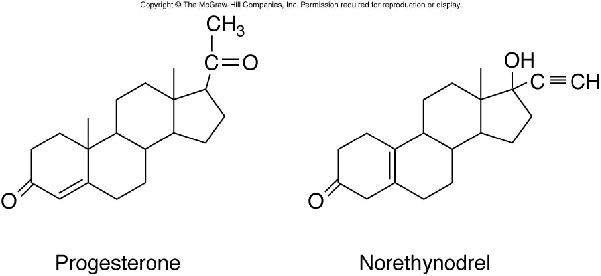 Copyright © The McGraw-Hill Companies, Inc. Permission required for reproduction or display.
CH3
C=O
O
OH
C≡CH
O
Progesterone
Norethynodrel